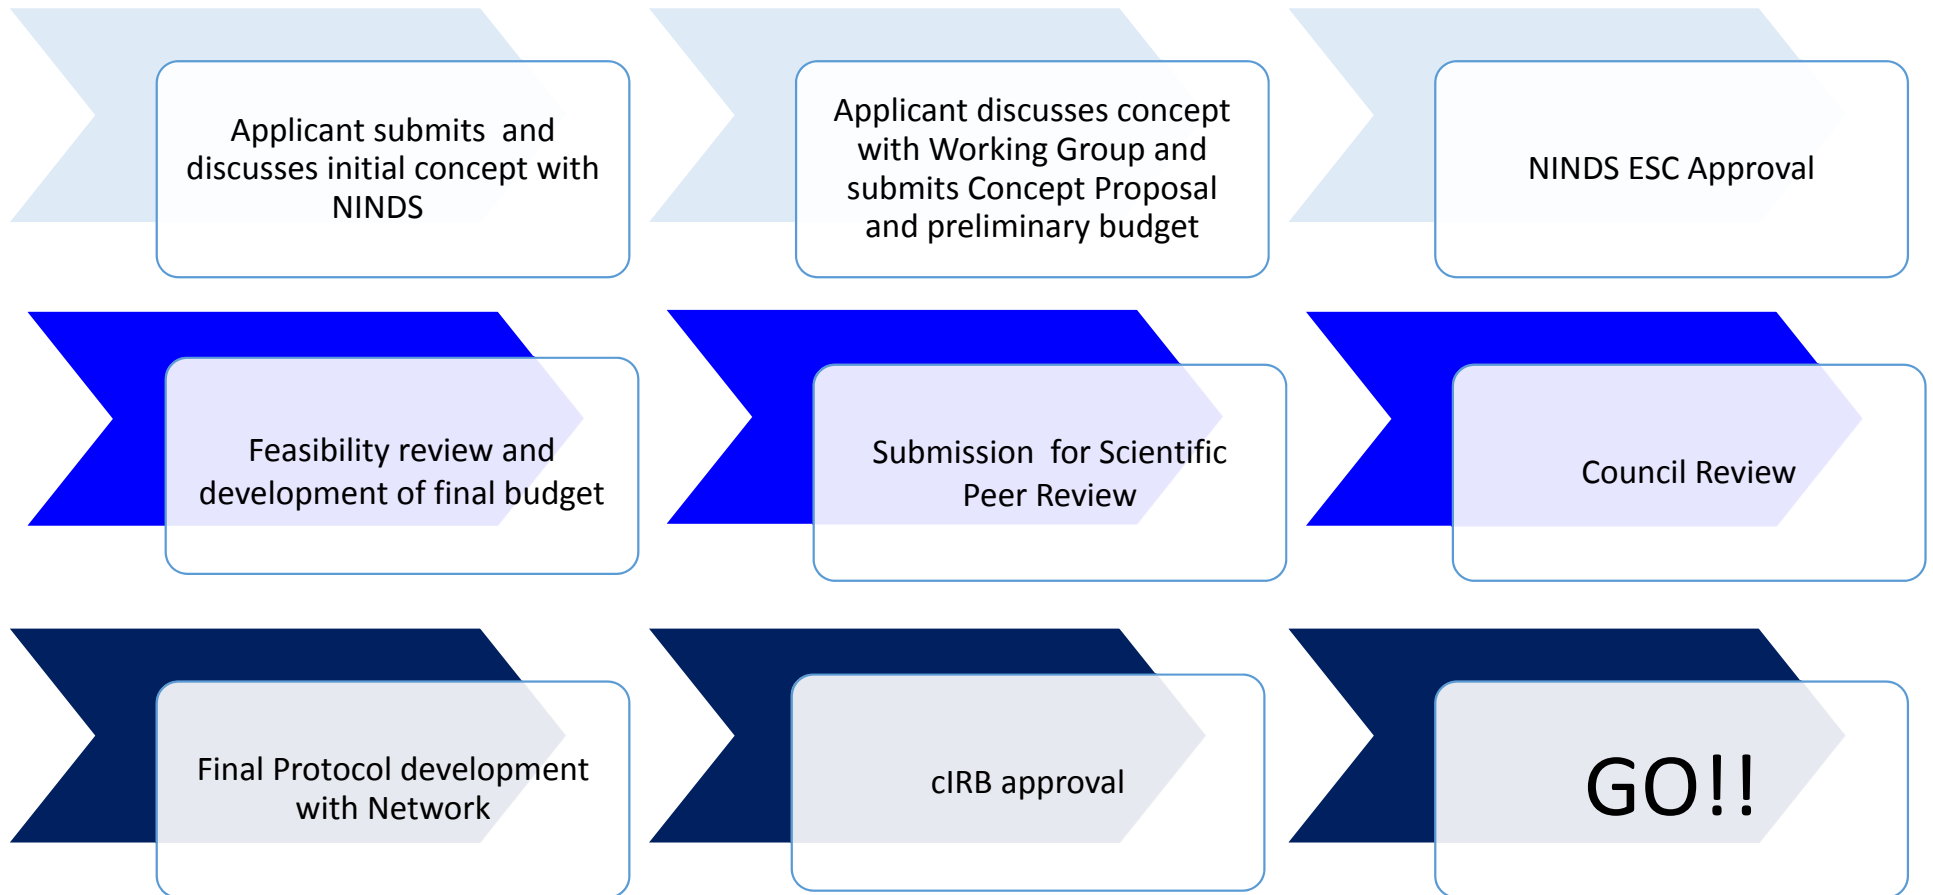 Applicant submits  and
discusses initial concept with
NINDS
Applicant discusses concept
with Working Group and
submits Concept Proposal
and preliminary budget
NINDS ESC Approval
Feasibility review and
development of final budget
Submission  for Scientific
Peer Review
Council Review
Final Protocol development
with Network
cIRB approval
GO!!